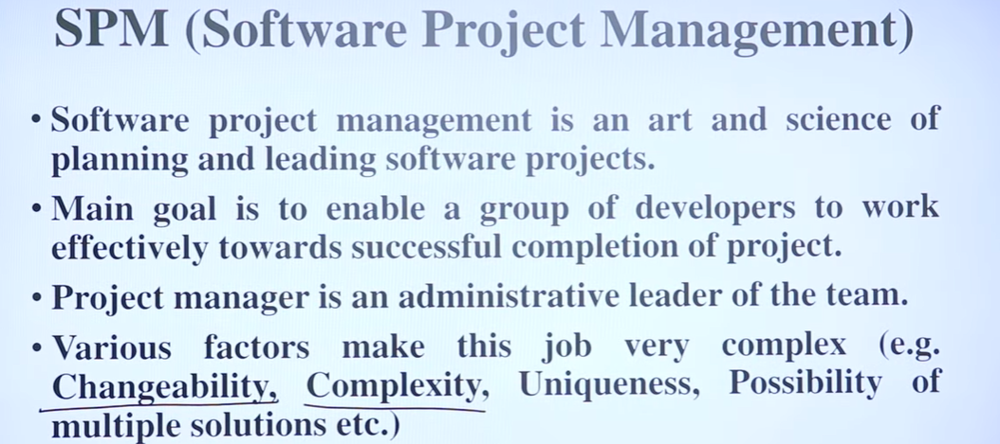 SPM (Software Project Management)
• Software project management is an art and science of
planning and leading software projects.
• Main goal is to enable a group of developers to work
effectively towards successful completion of project.
• Project manager is an administrative leader of the team.
• Various factors make this job very complex (e.g.
Changeability, Complexity, Uniqueness, Possibility of
multiple solutions etc.)